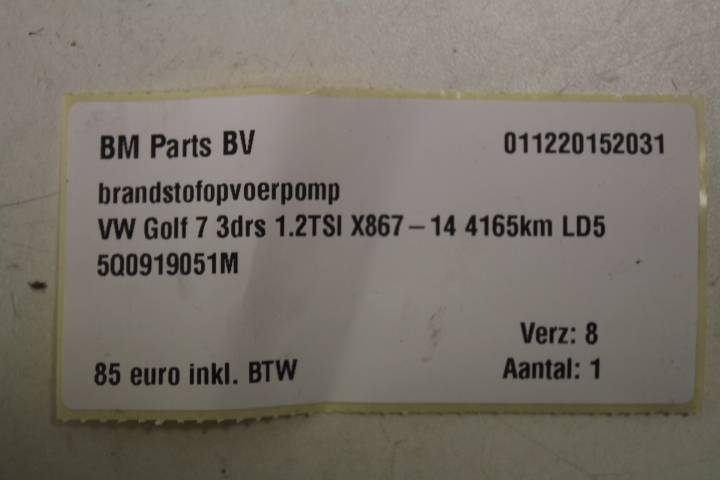 BM Parts BV 011220152031
brandstofopvoerpomp
VW Golf 7 3drs 1.2TSI X867 – 14 4165km LD5
5Q0919051M
Verz: 8
85 euro inkl. BTW Aantal: 1